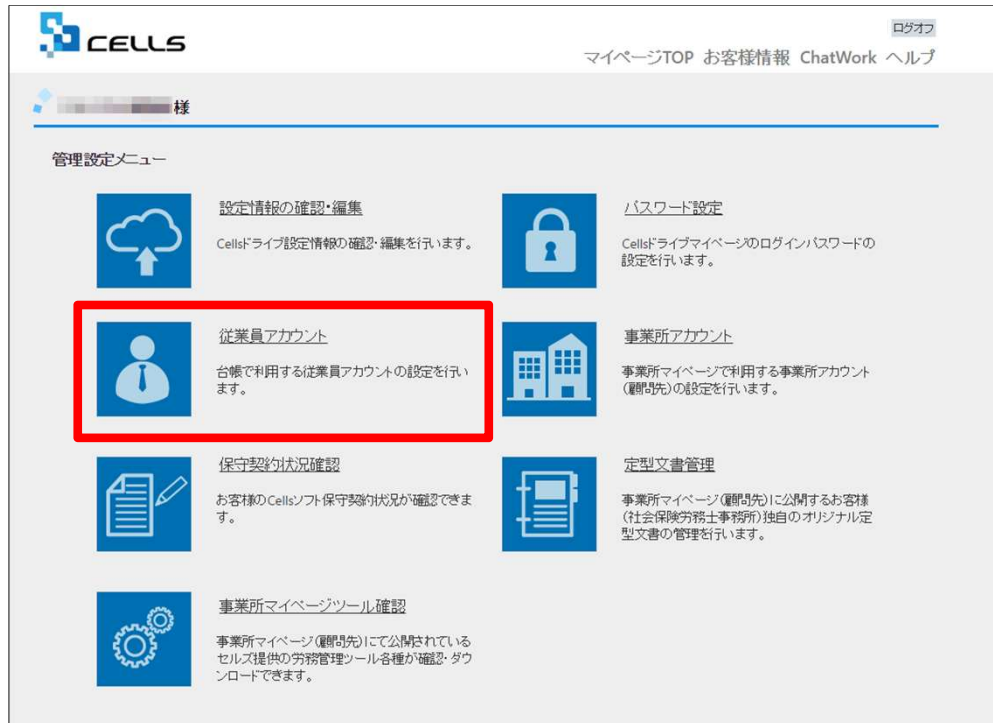 CELLS
ログオフ
マイページTOP お客様情報 ChatWork ヘルプ
様
管理設定メニュー
設定情報の確認・編集
Cellsドライブ設定情報の確認・編集を行います。
パスワード設定
Cellsドライブマイページのログインパスワードの
設定を行います。
従業員アカウント
台帳で利用する従業員アカウントの設定を行い
ます。
事業所アカウント
事業所マイページで利用する事業所アカウント
(顧問先)の設定を行います。
保守契約状況確認
お客様のCellsソフト保守契約状況が確認できま
す。
定型文書管理
事業所マイページ(顧問先)に公開するお客様
(社会保険労務士事務所)独自のオリジナル定
型文書の管理を行います。
事業所マイページツール確認
事業所マイページ(顧問先)にて公開されている
セルズ提供の労務管理ツール各種が確認・ダウ
ンロードできます。